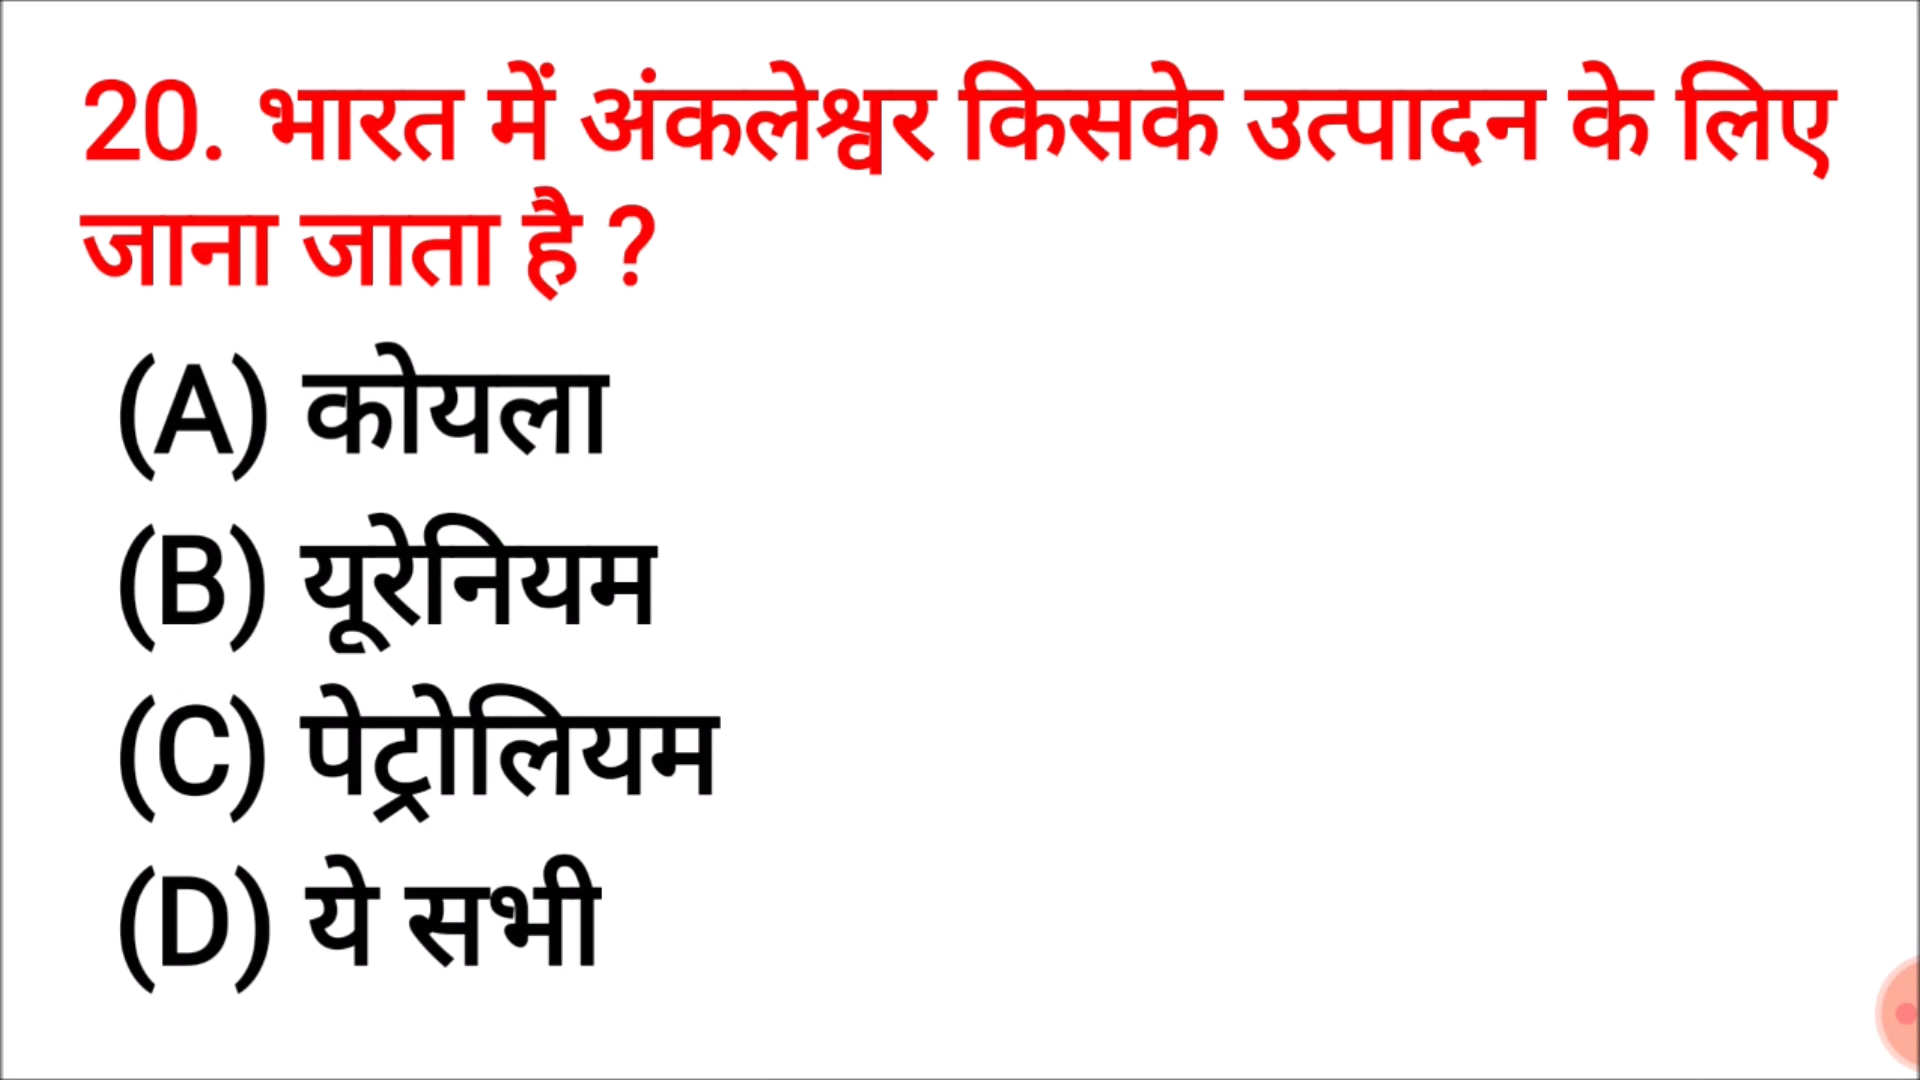 20. भारत में अंकलेश्वर किसके उत्पादन के लिए
जाना जाता है ?
(A) कोयला
(B) यूरेनियम
(C) पेट्रोलियम
(D) ये सभी